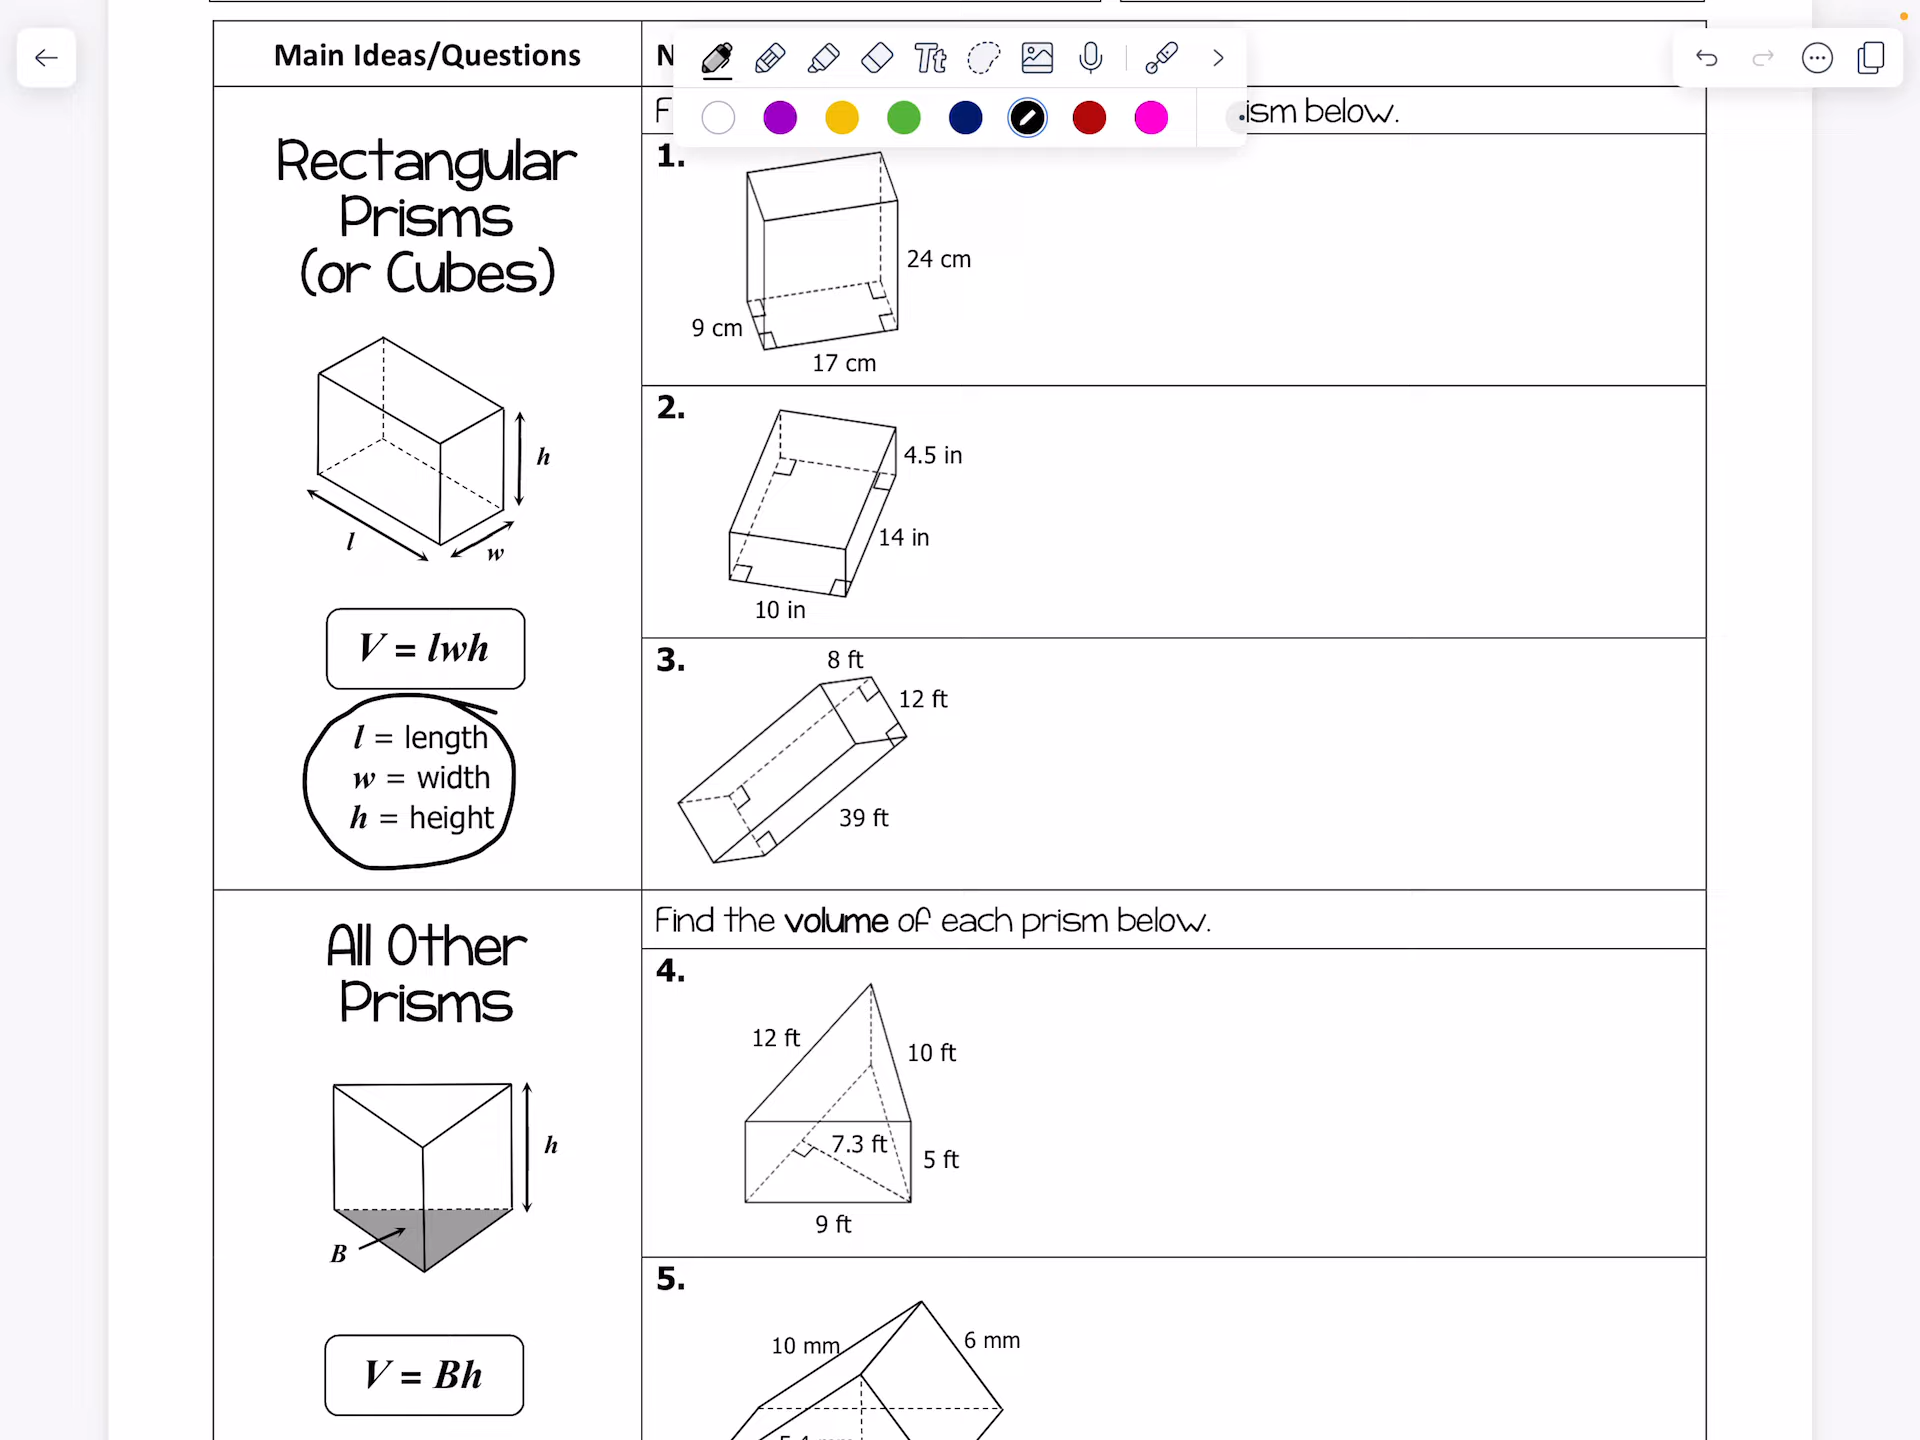 Main Ideas/Questions
N
Tt
F
ism below.
Rectangular
Prisms
(or Cubes)
h
l
w
V = lwh
l = length
w = width
h = height
1.
24 cm
9 cm
17 cm
2.
4.5 in
14 in
10 in
3.
8 ft
12 ft
39 ft
All Other
Prisms
h
B
V = Bh
Find the volume of each prism below.
4.
12 ft
10 ft
7.3 ft
5 ft
9 ft
5.
10 mm
6 mm